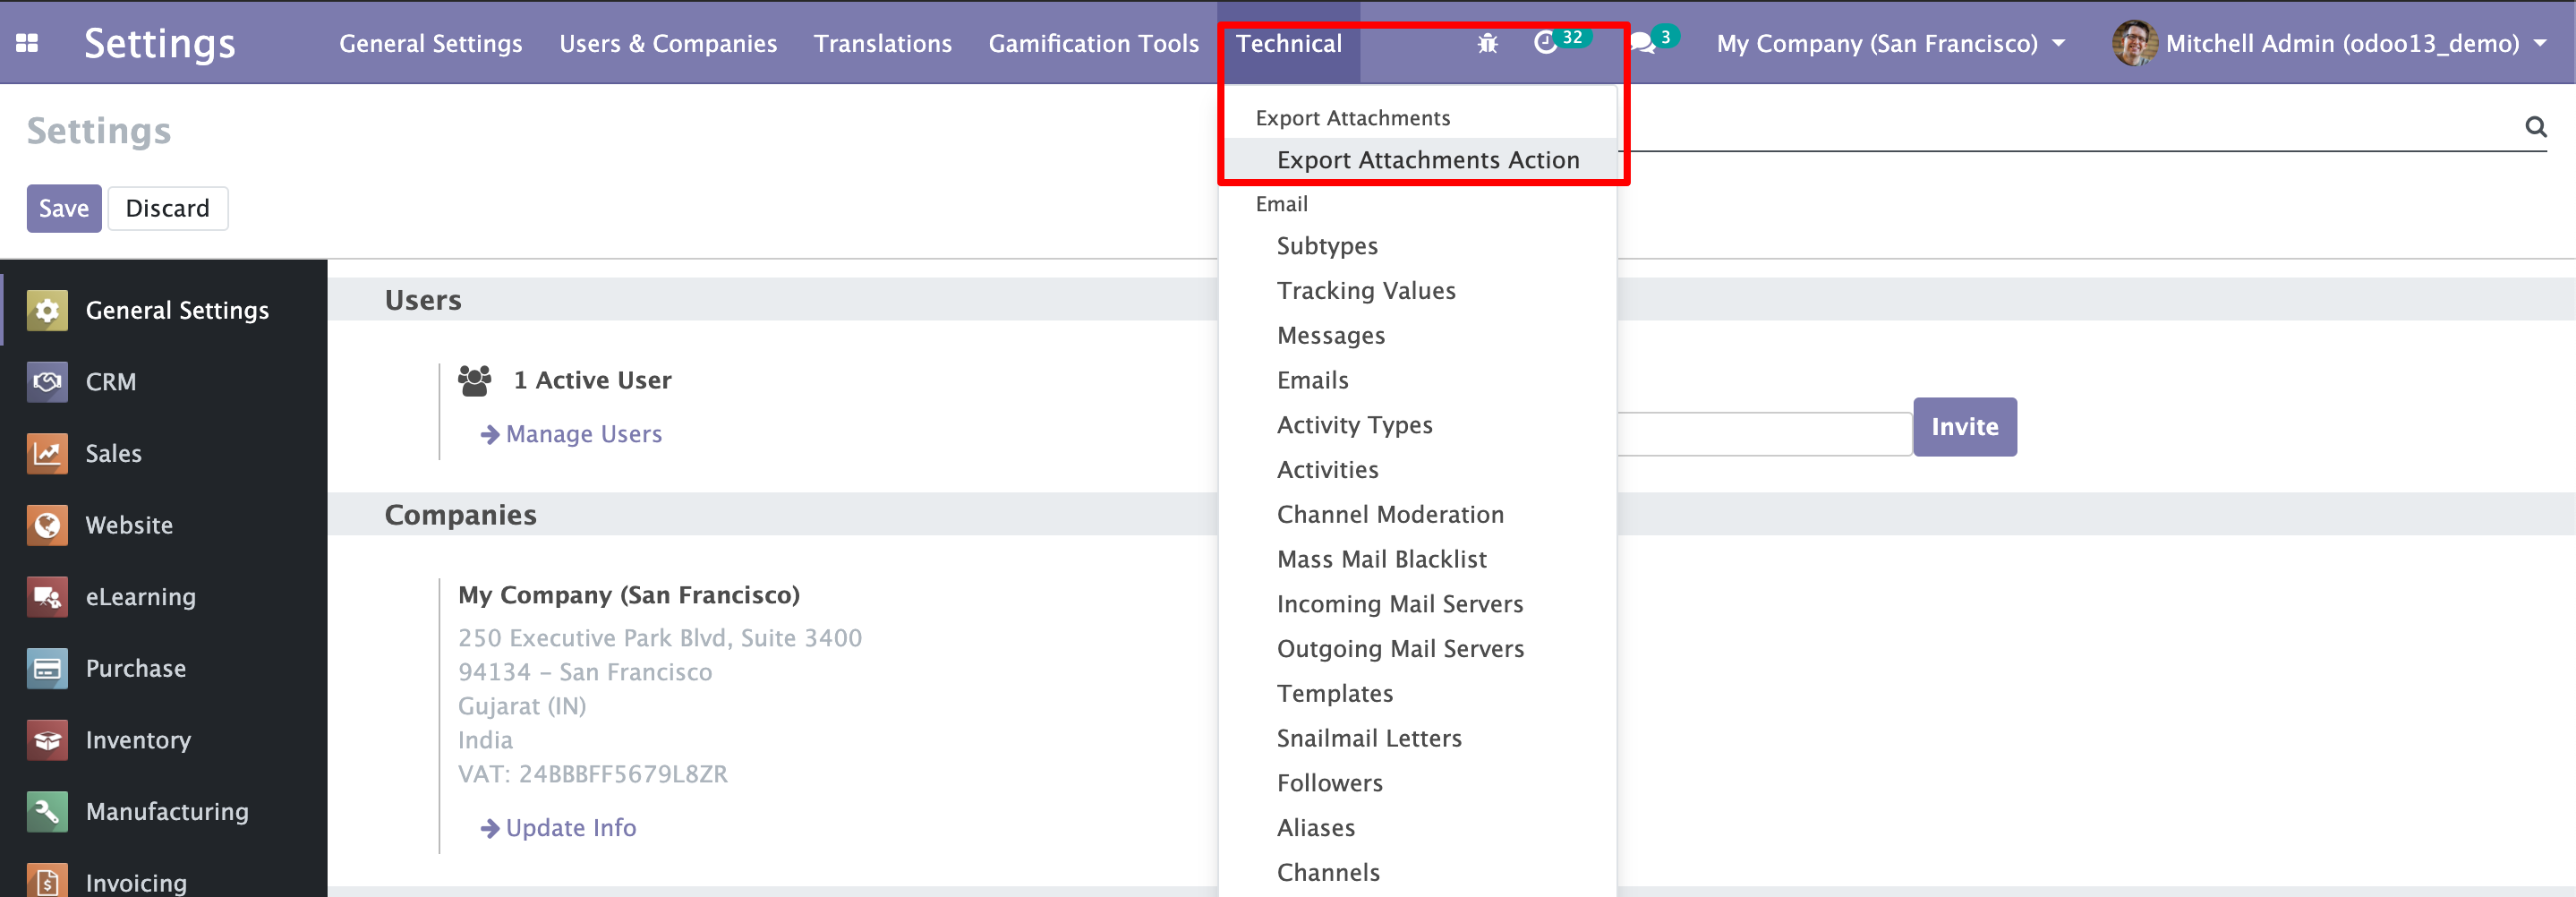 Settings
General Settings
Users & Companies
Translations
Gamification Tools
Technical
32
3
My Company (San Francisco)
Mitchell Admin (odoo13_demo)
Settings
Save
Discard
Export Attachments
Export Attachments Action
Email
Subtypes
Tracking Values
Messages
Emails
Activity Types
Activities
Channel Moderation
Mass Mail Blacklist
Incoming Mail Servers
Outgoing Mail Servers
Templates
Snailmail Letters
Followers
Aliases
Channels
General Settings
CRM
Sales
Website
eLearning
Purchase
Inventory
Manufacturing
Invoicing
Users
1 Active User
Manage Users
Invite
Companies
My Company (San Francisco)
250 Executive Park Blvd, Suite 3400
94134 - San Francisco
Gujarat (IN)
India
VAT: 24BBBFF5679L8ZR
Update Info